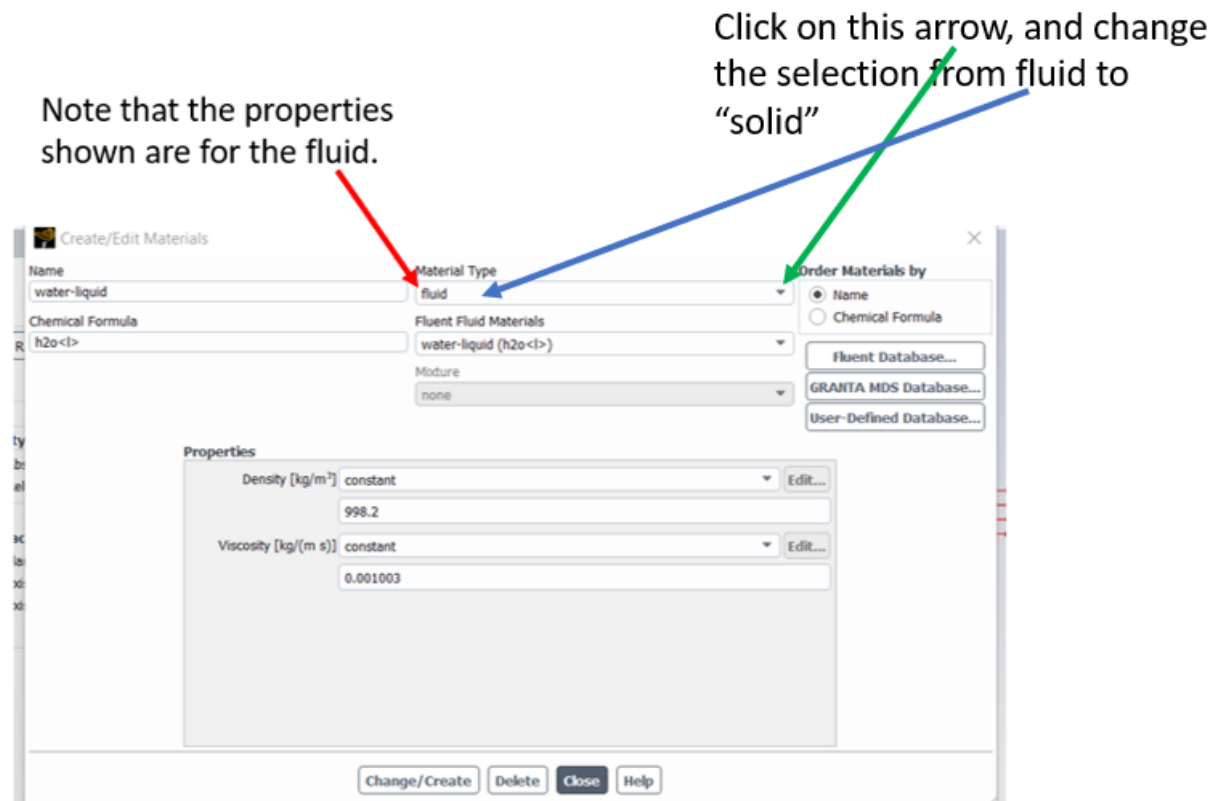 Click on this arrow, and change
the selection from fluid to
“solid”
Note that the properties
shown are for the fluid.
Create/Edit Materials
Name
Material Type
Order Materials by
water-liquid
fluid
Name
Chemical Formula
Chemical Formula
Fluent Fluid Materials
h2o<l>
water-liquid (h2o<l>)
Fluent Database...
Mixture
none
GRANTA MDS Database...
User-Defined Database...
Properties
Density [kg/m³] constant Edit...
998.2
Viscosity [kg/(m s)] constant Edit...
0.001003
Change/Create Delete Close Help